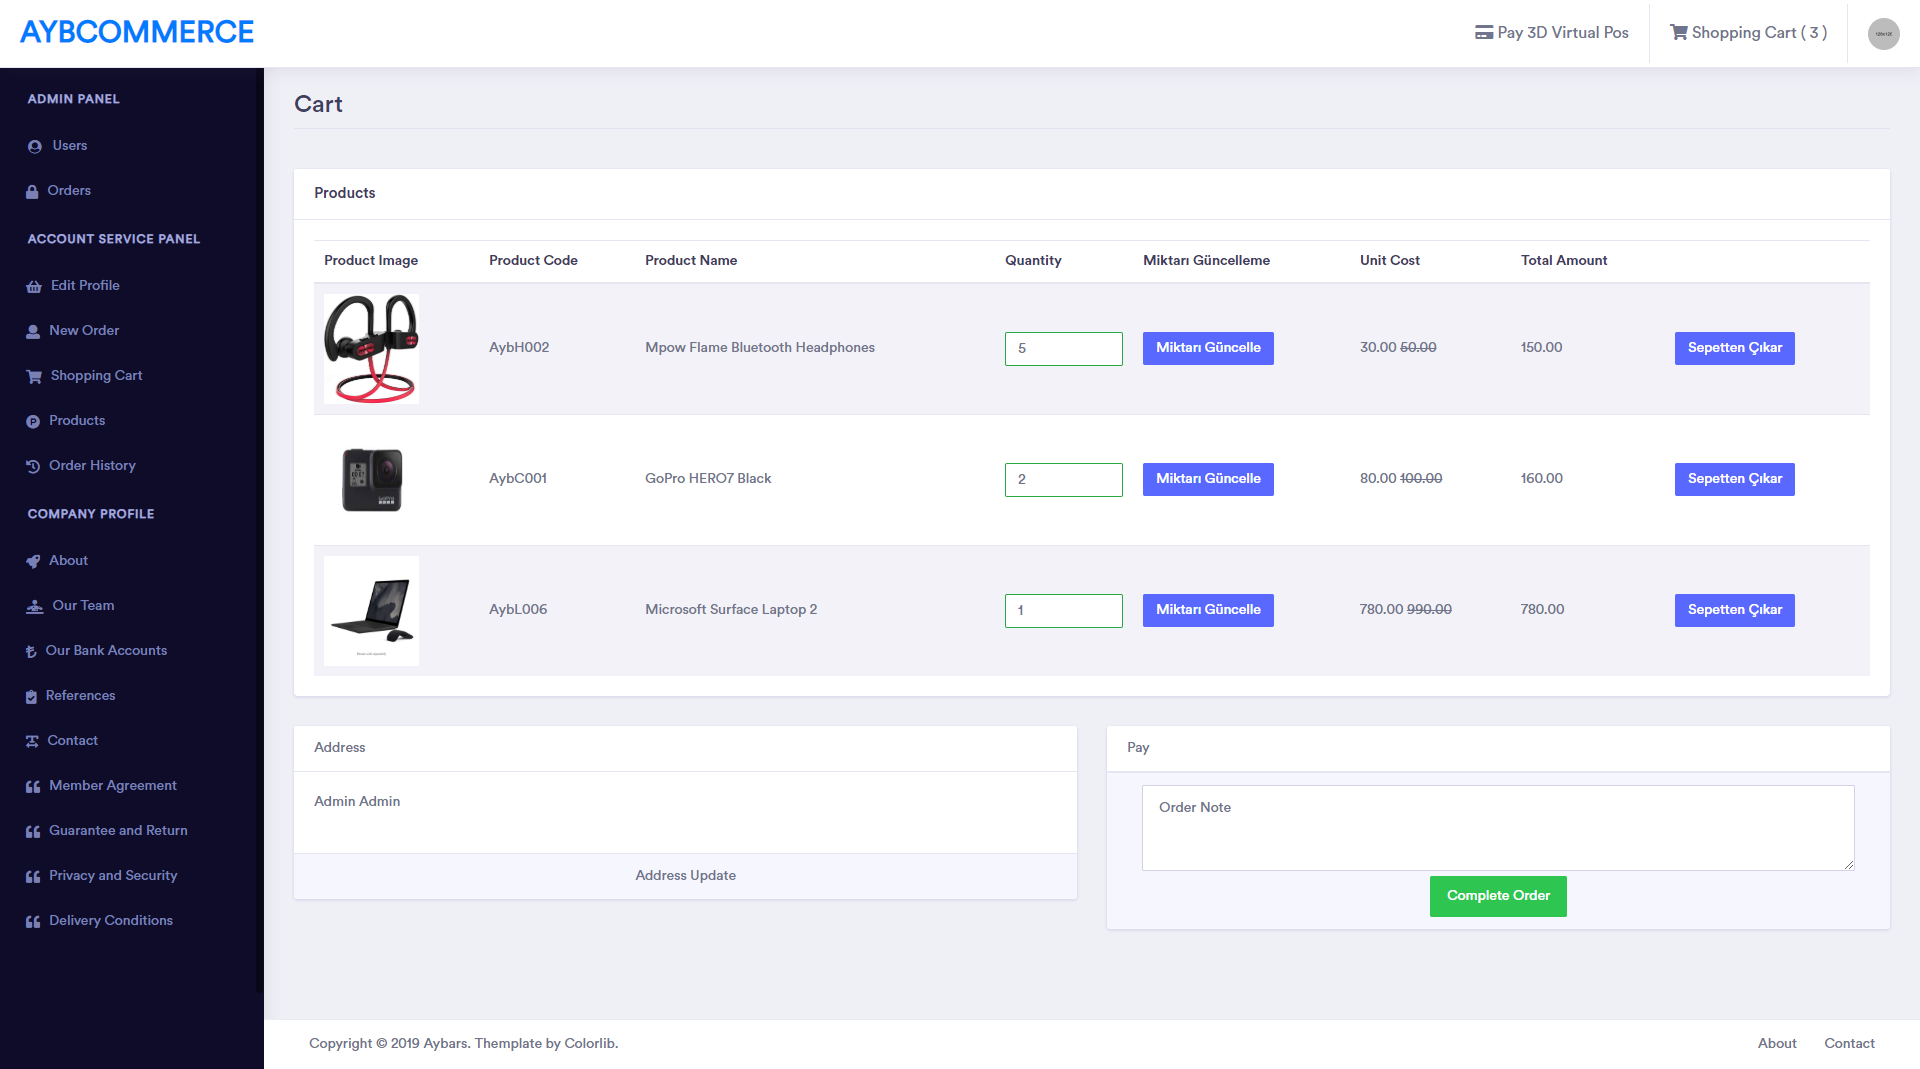 AYBCOMMERCE
Pay 3D Virtual Pos
Shopping Cart ( 3 )
ADMIN PANEL
Users
Orders
ACCOUNT SERVICE PANEL
Edit Profile
New Order
Shopping Cart
Products
Order History
COMPANY PROFILE
About
Our Team
Our Bank Accounts
References
Contact
Member Agreement
Guarantee and Return
Privacy and Security
Delivery Conditions
Cart
Products
Product Image Product Code Product Name Quantity Miktarı Güncelleme Unit Cost Total Amount
AybH002 Mpow Flame Bluetooth Headphones 5 Miktarı Güncelle 30.00 50.00 150.00 Sepetten Çıkar
AybC001 GoPro HERO7 Black 2 Miktarı Güncelle 80.00 100.00 160.00 Sepetten Çıkar
AybL006 Microsoft Surface Laptop 2 1 Miktarı Güncelle 780.00 990.00 780.00 Sepetten Çıkar
Address
Admin Admin
Address Update
Pay
Order Note
Complete Order
Copyright © 2019 Aybars. Themplate by Colorlib.
About
Contact